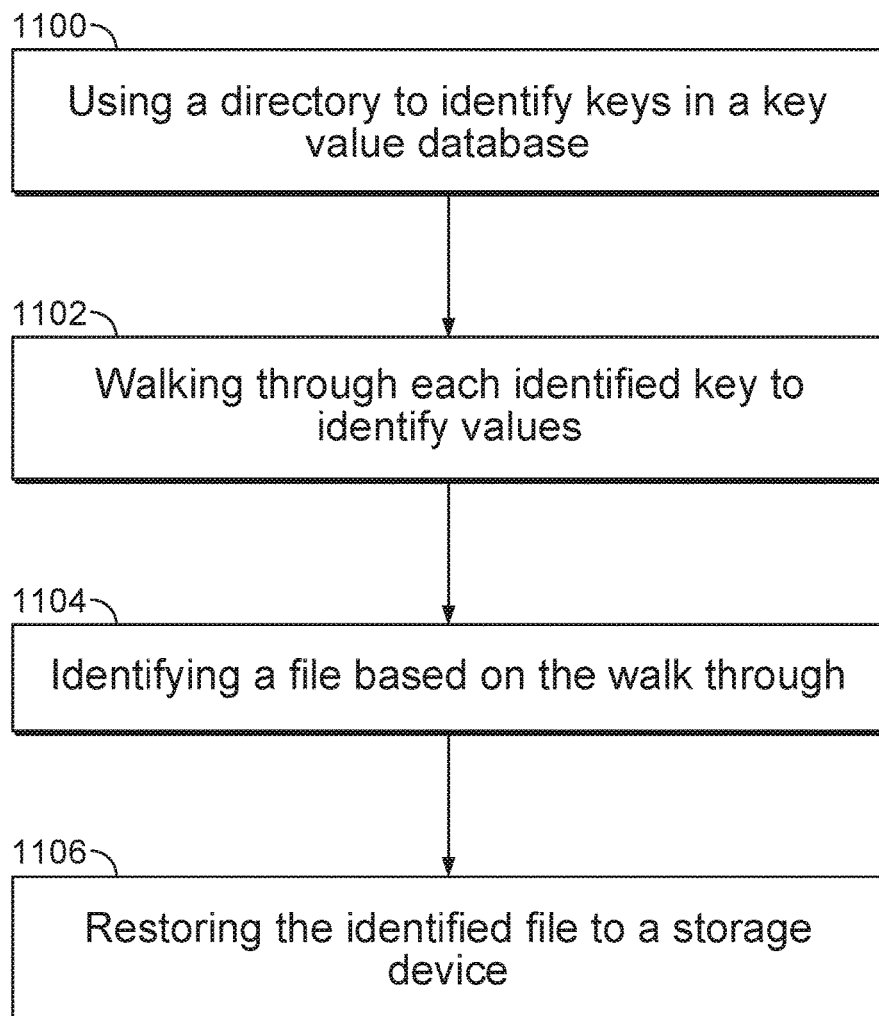 1100
Using a directory to identify keys in a key
value database
1102
Walking through each identified key to
identify values
1104
Identifying a file based on the walk through
1106
Restoring the identified file to a storage
device